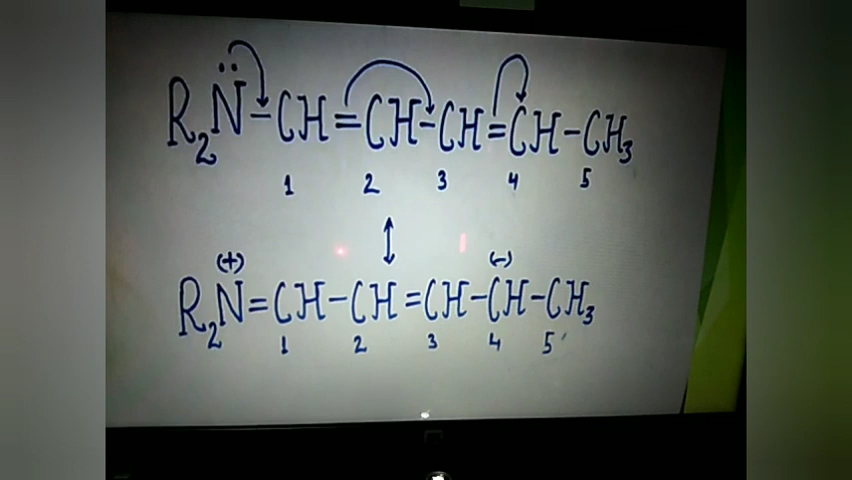 R₂N̈-CH=CH-CH=CH-CH₃
1 2 3 4 5
(+) (-)
R₂N=CH-CH=CH-CH-CH₃
1 2 3 4 5